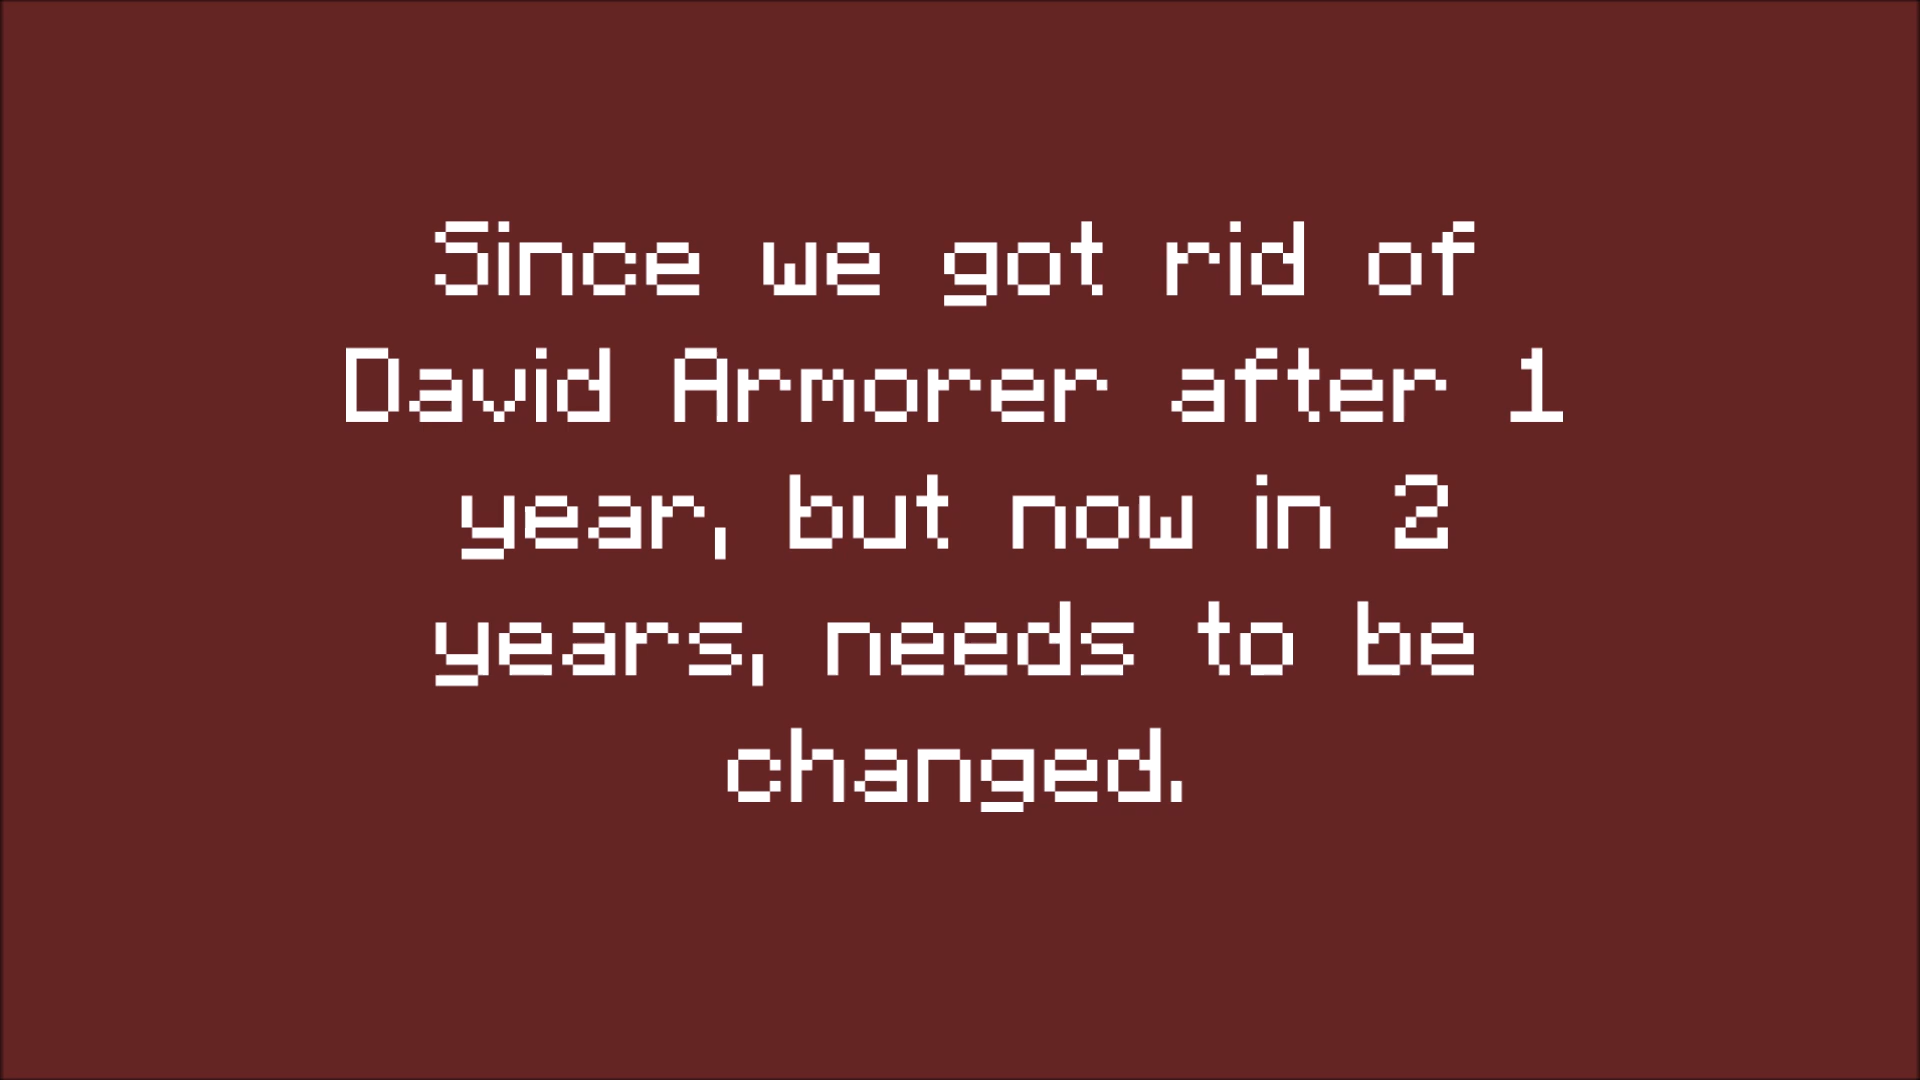 Since we got rid of
David Armorer after 1
year, but now in 2
years, needs to be
changed.